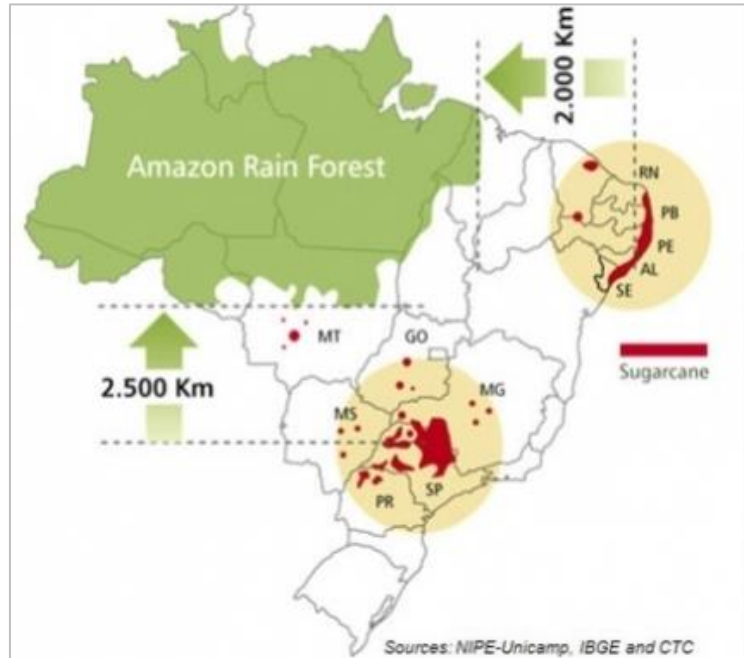 2.000 Km
Amazon Rain Forest
RN
PB
PE
AL
SE
MT
GO
2.500 Km
Sugarcane
MS
MG
PR
SP
Sources: NIPE-Unicamp, IBGE and CTC